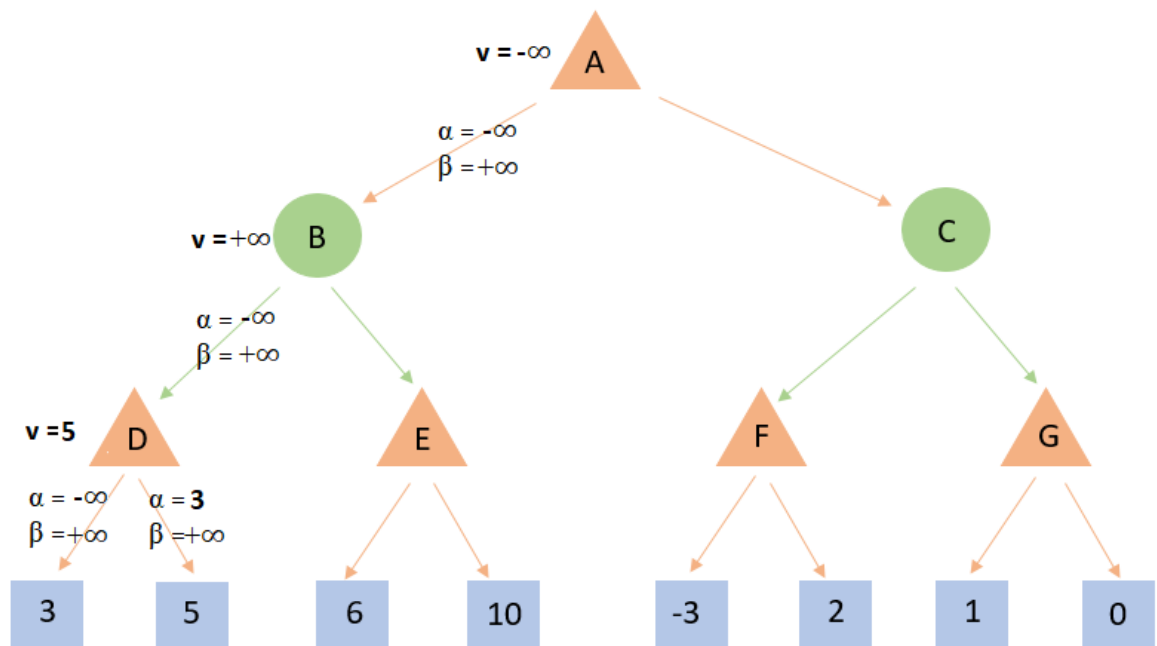 A
v = -∞
α = -∞
β = +∞
B
C
v = +∞
α = -∞
β = +∞
D
E
F
G
v =5
α = -∞
β = +∞
α = 3
β = +∞
3
5
6
10
-3
2
1
0